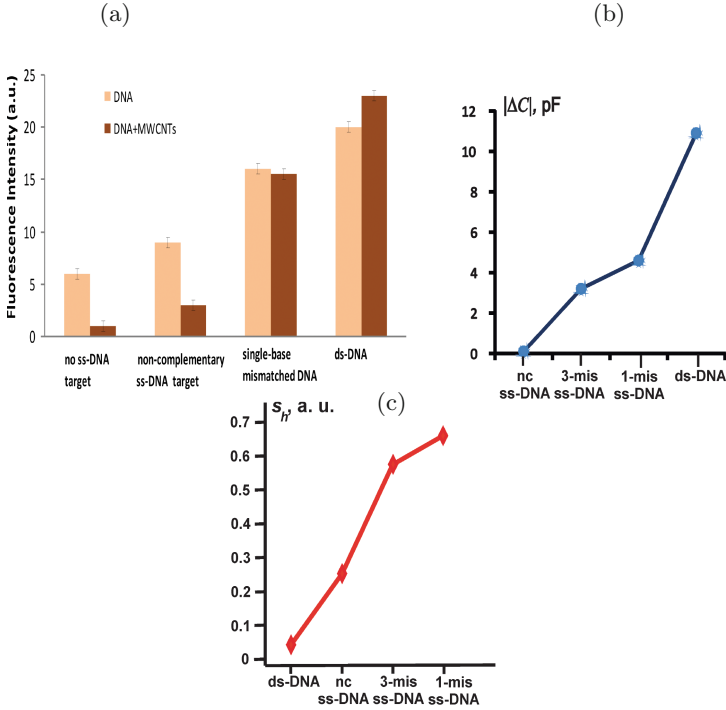 (a)
Fluorescence Intensity (a.u.)
25
20
15
10
5
0
DNA
DNA+MWCNTs
no ss-DNA
target
non-complementary
ss-DNA target
single-base
mismatched DNA
ds-DNA
(b)
|ΔC|, pF
12
10
8
6
4
2
0
nc
ss-DNA
3-mis
ss-DNA
1-mis
ss-DNA
ds-DNA
(c)
sh, a. u.
0.7
0.6
0.5
0.4
0.3
0.2
0.1
0
ds-DNA
nc
ss-DNA
3-mis
ss-DNA
1-mis
ss-DNA